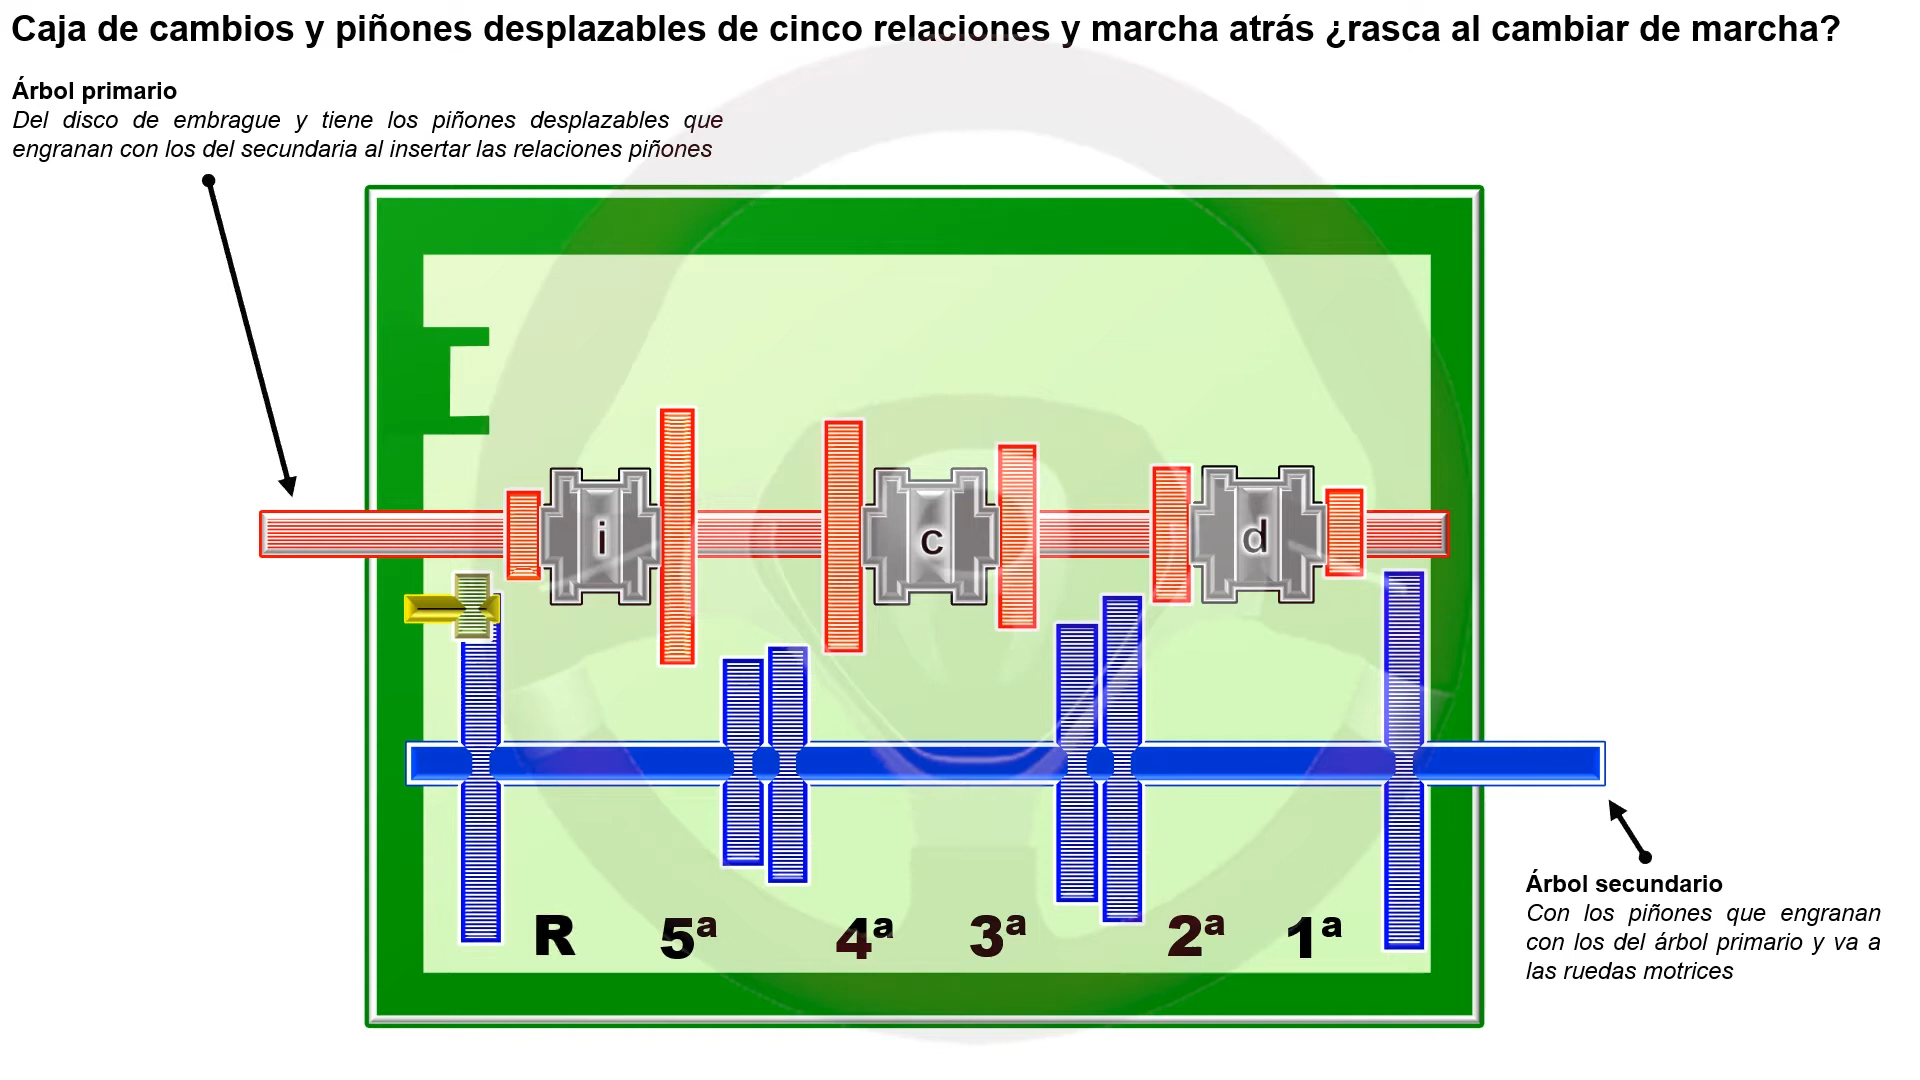 Caja de cambios y piñones desplazables de cinco relaciones y marcha atrás ¿rasca al cambiar de marcha?
Árbol primario
Del disco de embrague y tiene los piñones desplazables que
engranan con los del secundaria al insertar las relaciones piñones
i
c
d
R 5ª 4ª 3ª 2ª 1ª
Árbol secundario
Con los piñones que engranan
con los del árbol primario y va a
las ruedas motrices